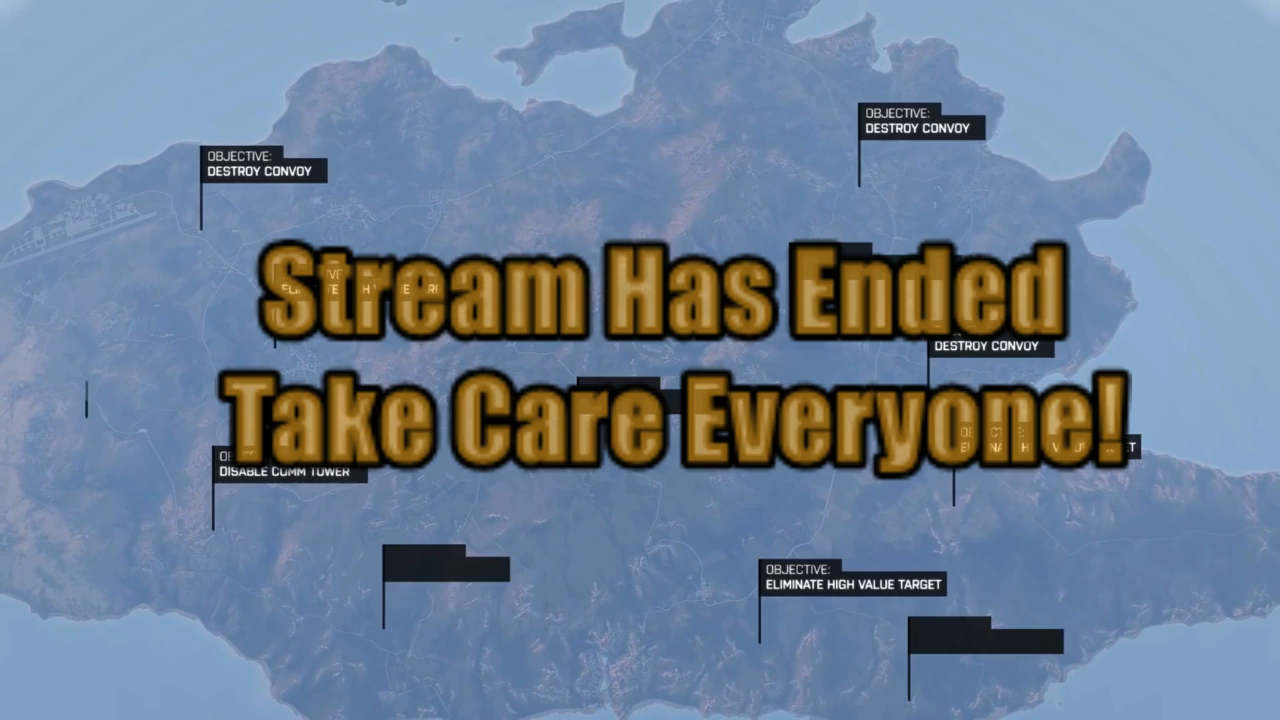 OBJECTIVE:
DESTROY CONVOY
OBJECTIVE:
DESTROY CONVOY
Stream Has Ended
DESTROY CONVOY
Take Care Everyone!
DISABLE COMM TOWER
OBJECTIVE:
ELIMINATE HIGH VALUE TARGET